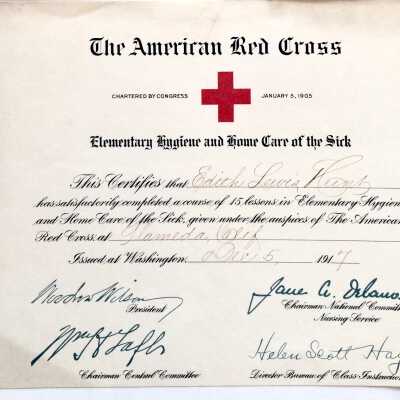 The American Red Cross
CHARTERED BY CONGRESS JANUARY 5, 1905
Elementary Hygiene and Home Care of the Sick
This Certifies that Edith Lewis
has satisfactorily completed a course of 15 lessons in Elementary Hygien
and Home Care of the Sick, given under the auspices of The American
Red Cross at Alameda, Calif
Issued at Washington, Dec. 5 1917
Woodrow Wilson Jane A. Delano
President Chairman National Committ
Nursing Service
Wm H Taft Helen Scott Hay
Chairman Central Committee Director Bureau of Class Instruc